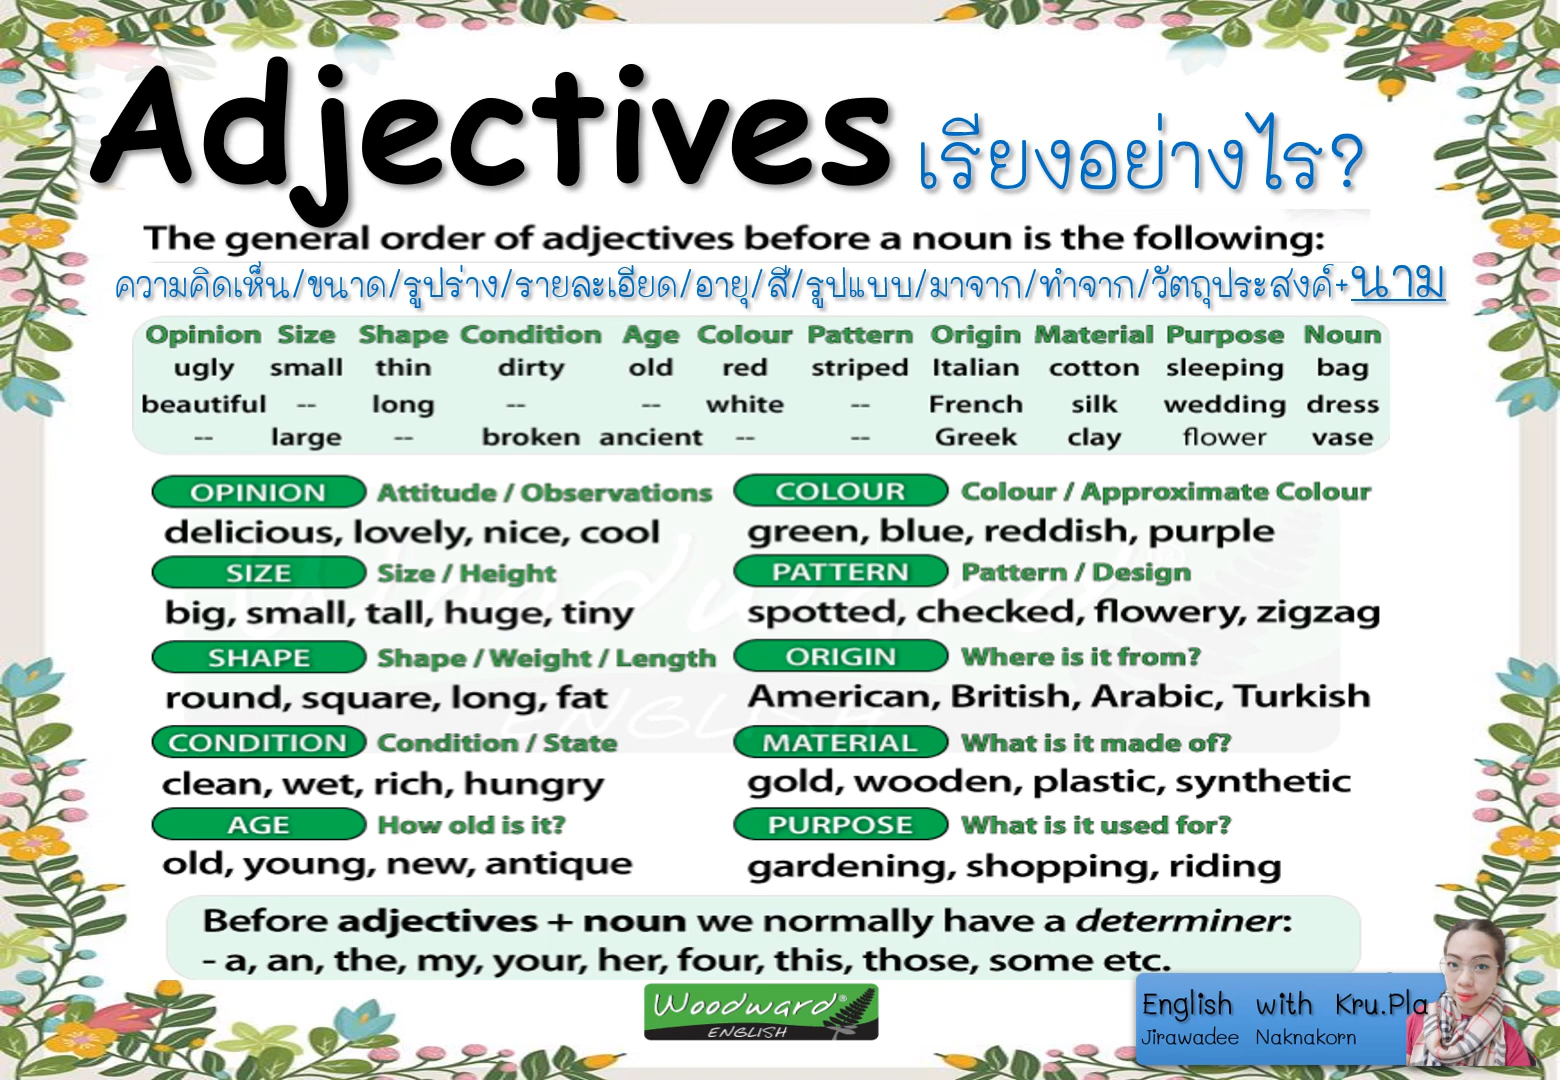 Adjectives เรียงอย่างไร?
The general order of adjectives before a noun is the following:
ความคิดเห็น/ขนาด/รูปร่าง/รายละเอียด/อายุ/สี/รูปแบบ/มาจาก/ทำจาก/วัตถุประสงค์+นาม
Opinion Size Shape Condition Age Colour Pattern Origin Material Purpose Noun
ugly small thin dirty old red striped Italian cotton sleeping bag
beautiful -- long -- -- white -- French silk wedding dress
-- large -- broken ancient -- -- Greek clay flower vase
OPINION Attitude / Observations
delicious, lovely, nice, cool
SIZE Size / Height
big, small, tall, huge, tiny
SHAPE Shape / Weight / Length
round, square, long, fat
CONDITION Condition / State
clean, wet, rich, hungry
AGE How old is it?
old, young, new, antique
COLOUR Colour / Approximate Colour
green, blue, reddish, purple
PATTERN Pattern / Design
spotted, checked, flowery, zigzag
ORIGIN Where is it from?
American, British, Arabic, Turkish
MATERIAL What is it made of?
gold, wooden, plastic, synthetic
PURPOSE What is it used for?
gardening, shopping, riding
Before adjectives + noun we normally have a determiner:
- a, an, the, my, your, her, four, this, those, some etc.
Woodward®
ENGLISH
English with Kru.Pla
Jirawadee Naknakorn